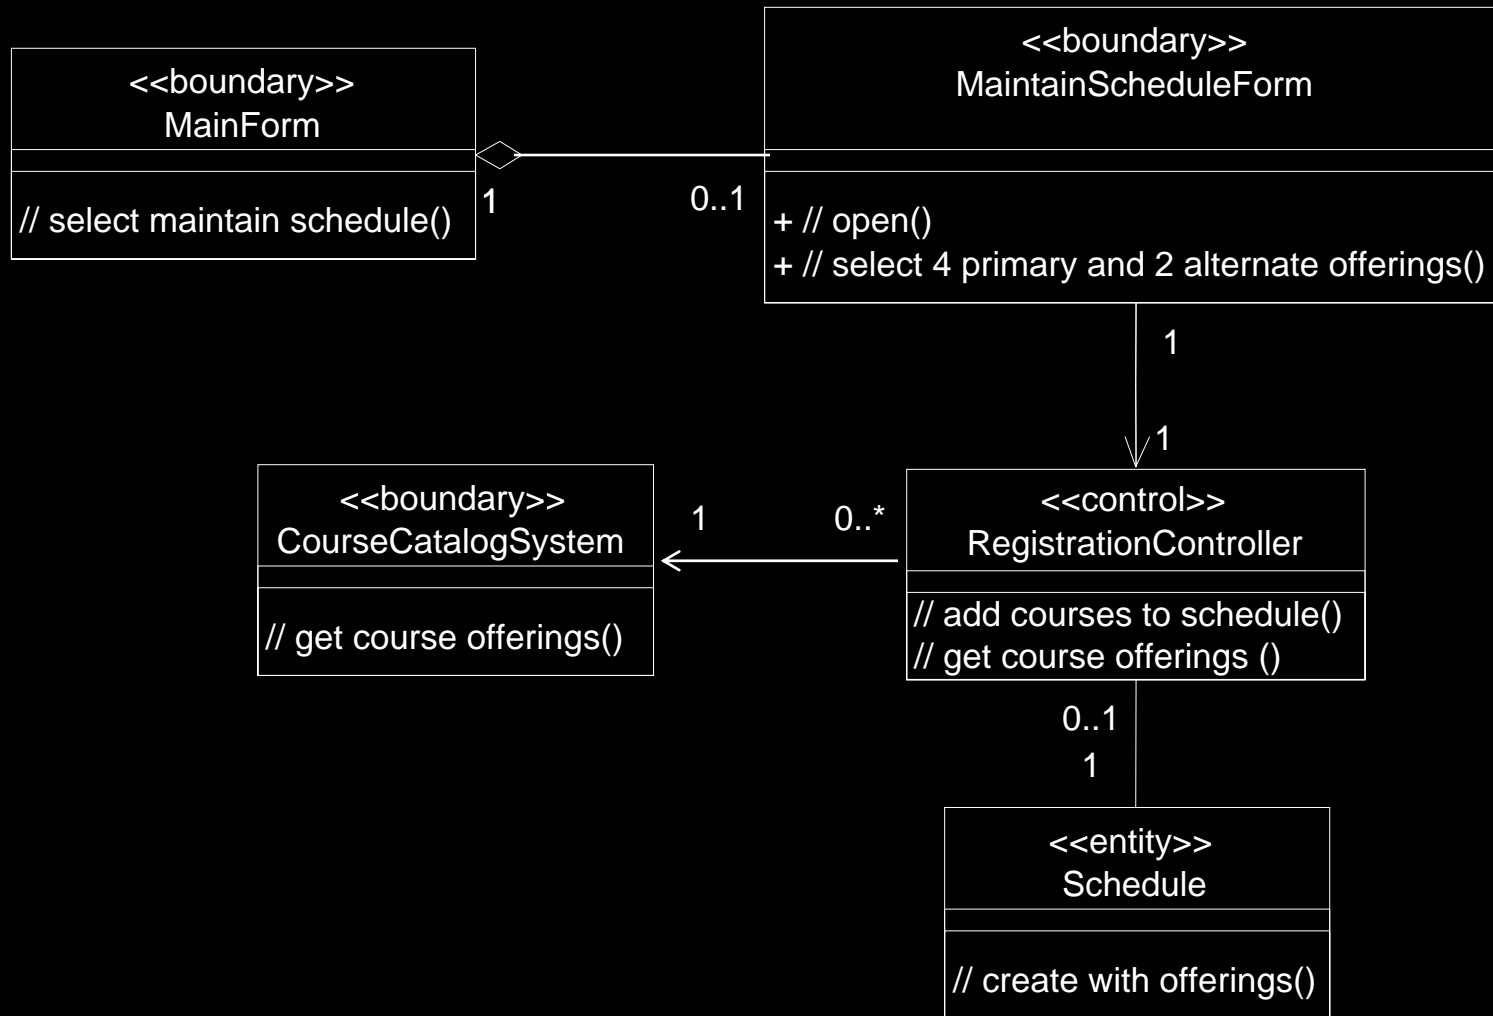 <<boundary>>
MainForm
// select maintain schedule()
1
0..1
<<boundary>>
MaintainScheduleForm
+ // open()
+ // select 4 primary and 2 alternate offerings()
1
1
<<boundary>>
CourseCatalogSystem
// get course offerings()
1
0..*
<<control>>
RegistrationController
// add courses to schedule()
// get course offerings ()
0..1
1
<<entity>>
Schedule
// create with offerings()